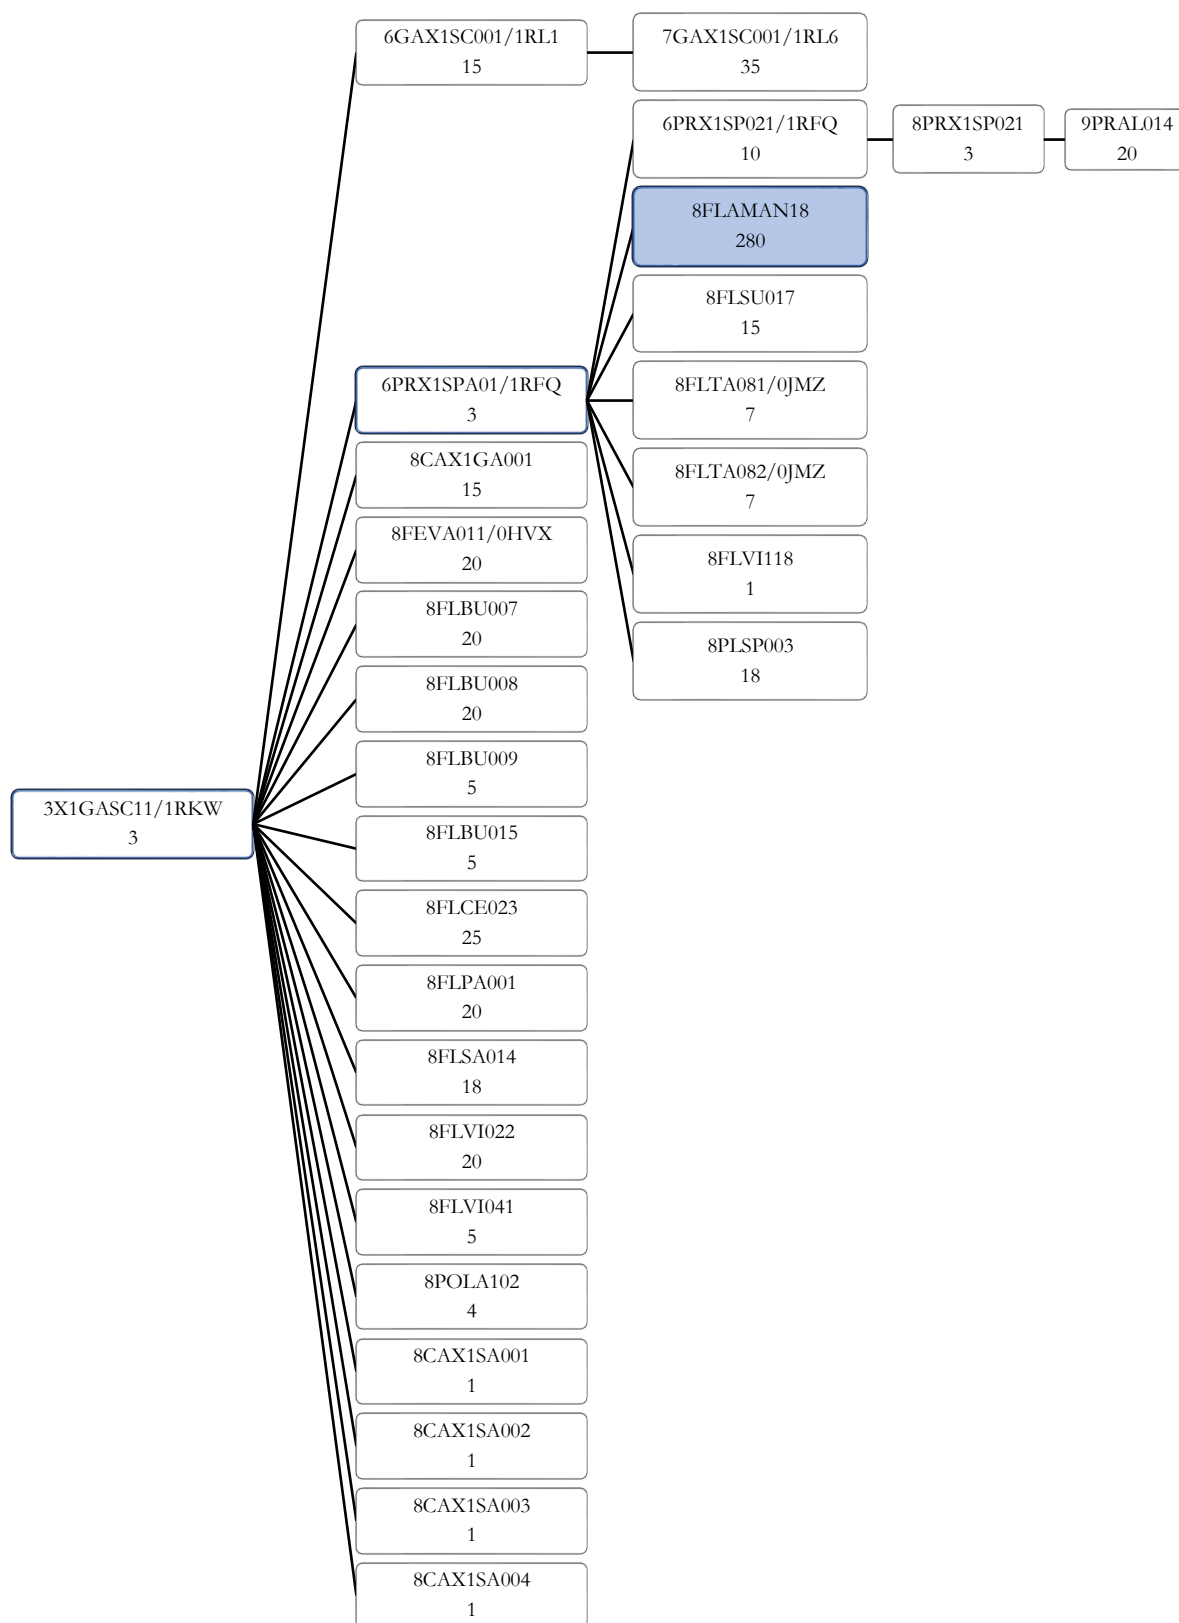 6GAX1SC001/1RL1
15
7GAX1SC001/1RL6
35
6PRX1SP021/1RFQ
10
8PRX1SP021
3
9PRAL014
20
8FLAMAN18
280
8FLSU017
15
6PRX1SPA01/1RFQ
3
8FLTA081/0JMZ
7
8CAX1GA001
15
8FLTA082/0JMZ
7
8FEVA011/0HVX
20
8FLVI118
1
8FLBU007
20
8PLSP003
18
8FLBU008
20
8FLBU009
5
3X1GASC11/1RKW
3
8FLBU015
5
8FLCE023
25
8FLPA001
20
8FLSA014
18
8FLVI022
20
8FLVI041
5
8POLA102
4
8CAX1SA001
1
8CAX1SA002
1
8CAX1SA003
1
8CAX1SA004
1